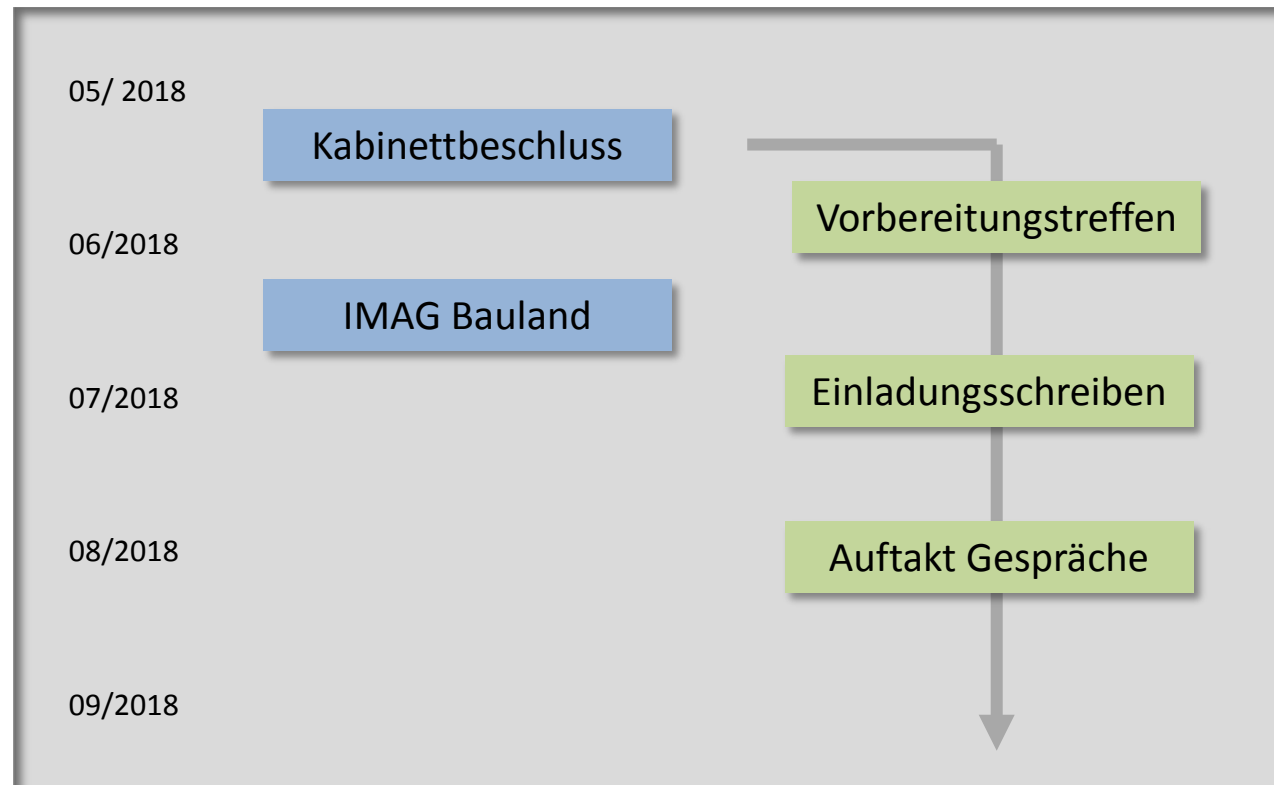 05/ 2018
Kabinettbeschluss
Vorbereitungstreffen
06/2018
IMAG Bauland
Einladungsschreiben
07/2018
Auftakt Gespräche
08/2018
09/2018